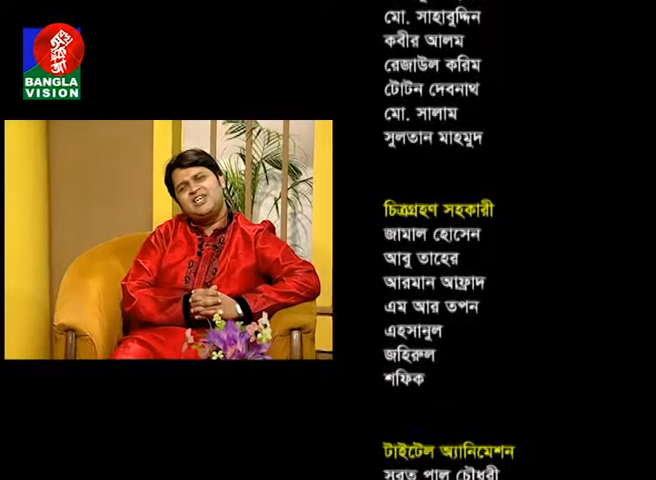 BANGLA
VISION
মো. সাহাবুদ্দিন
কবীর আলম
রেজাউল করিম
টোটন দেবনাথ
মো. সালাম
সুলতান মাহমুদ
চিত্রগ্রহণ সহকারী
জামাল হোসেন
আবু তাহের
আরমান আফ্রাদ
এম আর তপন
এহসানুল
জহিরুল
শফিক
টাইটেল অ্যানিমেশন
সুব্রত পাল চৌধুরী